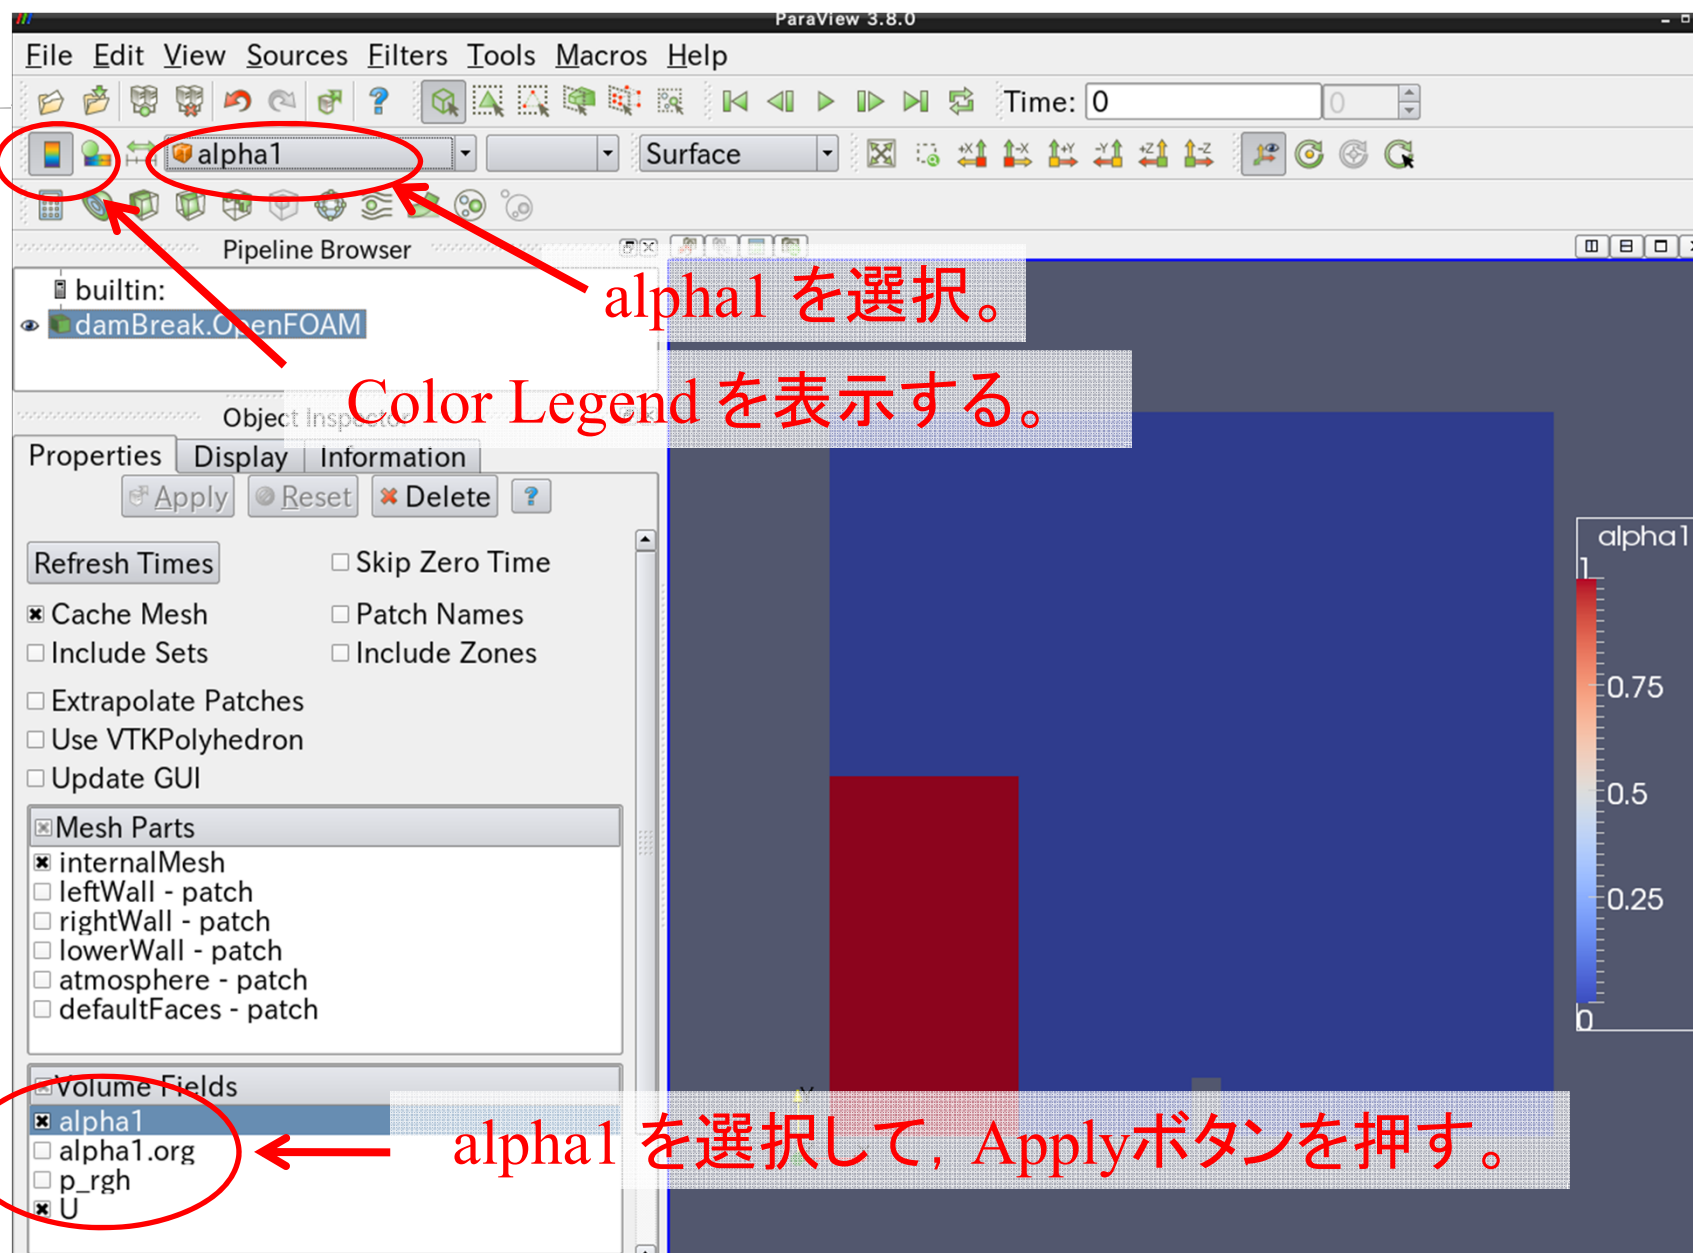 ParaView 3.8.0
File Edit View Sources Filters Tools Macros Help
Time: 0 0
alpha1 Surface
+X -X +Y -Y +Z -Z
Pipeline Browser
builtin:
damBreak.OpenFOAM
alpha1 を選択。
Color Legend を表示する。
Object Inspector
Properties Display Information
Apply Reset Delete ?
Refresh Times Skip Zero Time
Cache Mesh Patch Names
Include Sets Include Zones
Extrapolate Patches
Use VTKPolyhedron
Update GUI
Mesh Parts
internalMesh
leftWall - patch
rightWall - patch
lowerWall - patch
atmosphere - patch
defaultFaces - patch
Volume Fields
alpha1
alpha1.org
p_rgh
U
alpha1 を選択して, Applyボタンを押す。
Y
alpha1
1
0.75
0.5
0.25
0